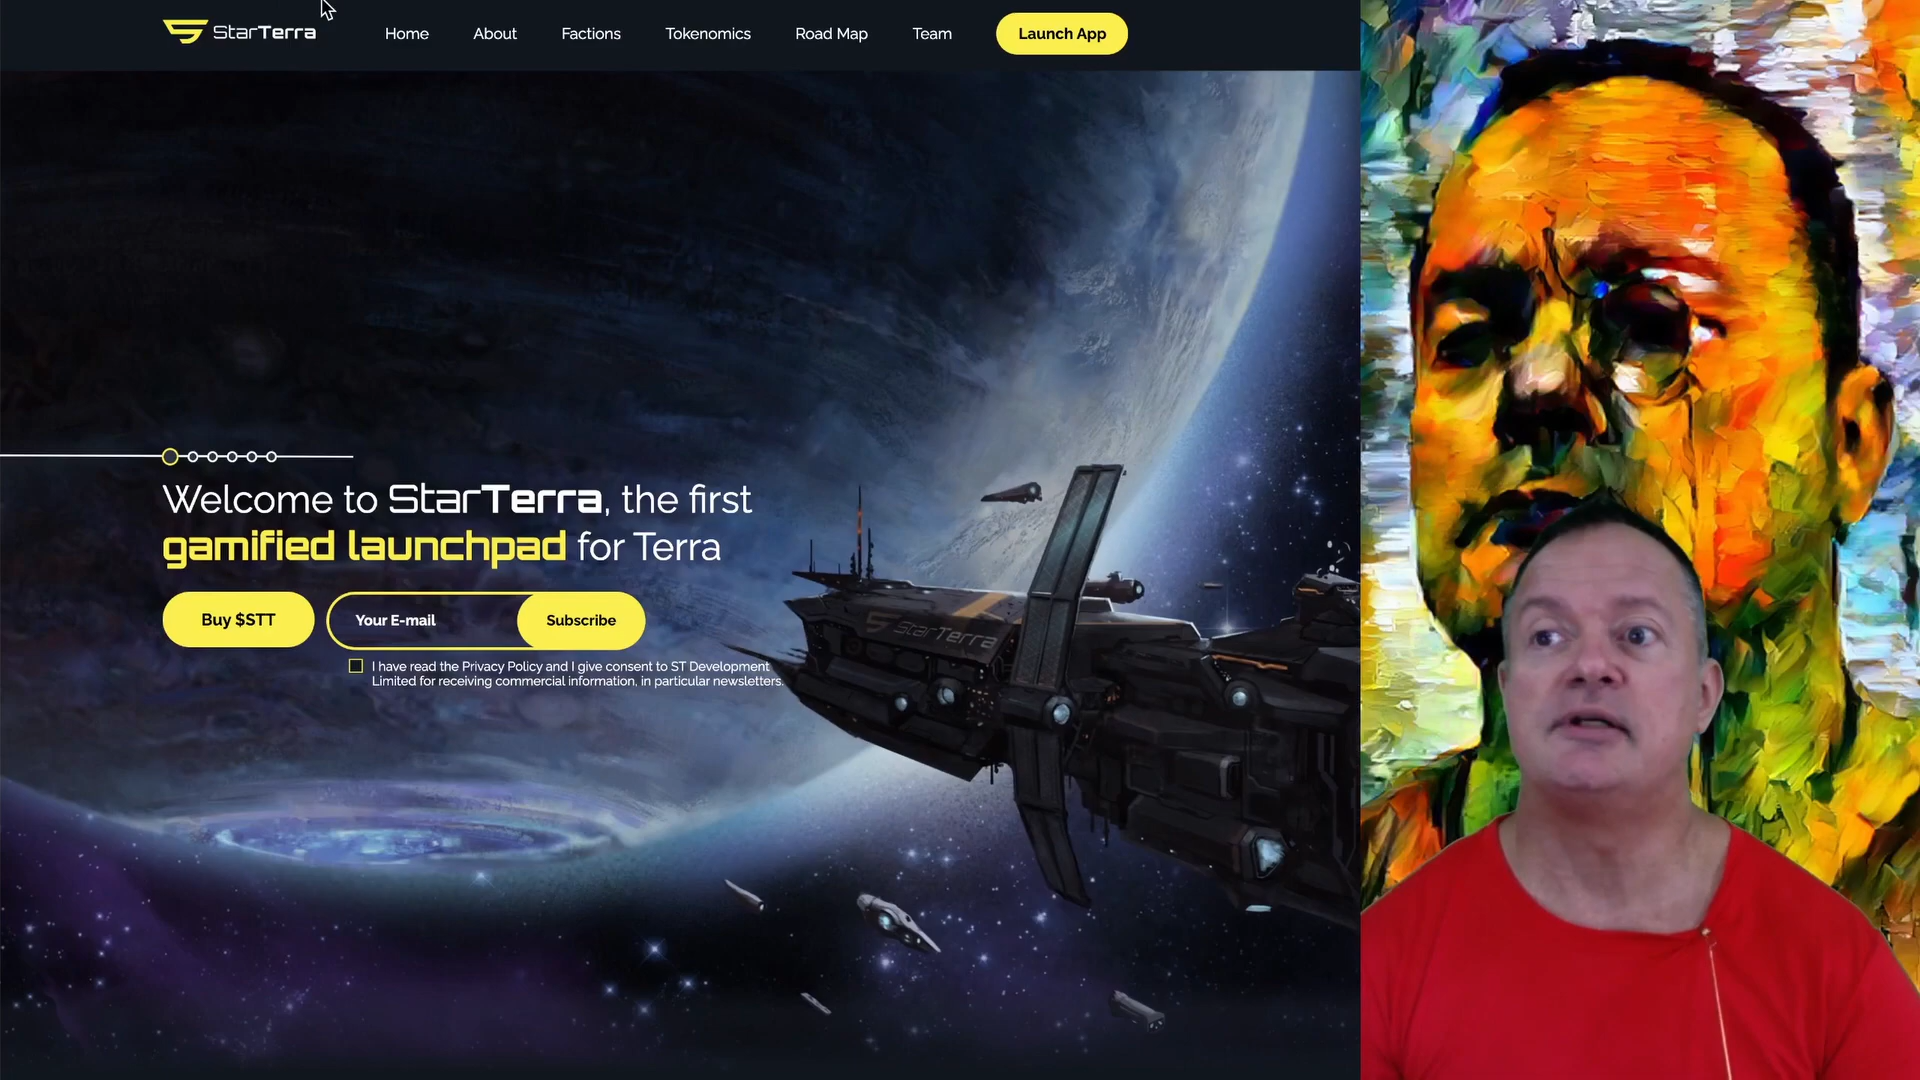 StarTerra
Home
About
Factions
Tokenomics
Road Map
Team
Launch App
Welcome to StarTerra, the first
gamified launchpad for Terra
Buy $STT
Your E-mail
Subscribe
I have read the Privacy Policy and I give consent to ST Development
Limited for receiving commercial information, in particular newsletters.
StarTerra